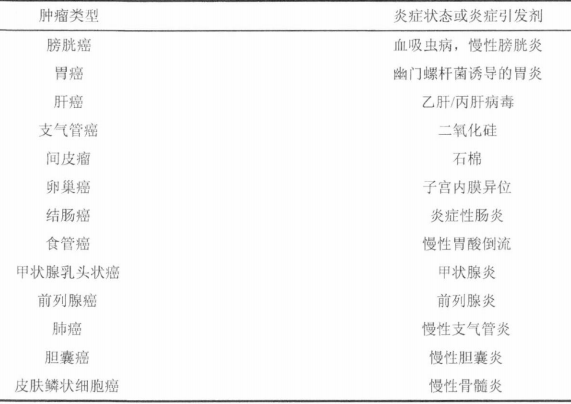 肿瘤类型 炎症状态或炎症引发剂
膀胱癌 血吸虫病，慢性膀胱炎
胃癌 幽门螺杆菌诱导的胃炎
肝癌 乙肝/丙肝病毒
支气管癌 二氧化硅
间皮瘤 石棉
卵巢癌 子宫内膜异位
结肠癌 炎症性肠炎
食管癌 慢性胃酸倒流
甲状腺乳头状癌 甲状腺炎
前列腺癌 前列腺炎
肺癌 慢性支气管炎
胆囊癌 慢性胆囊炎
皮肤鳞状细胞癌 慢性骨髓炎